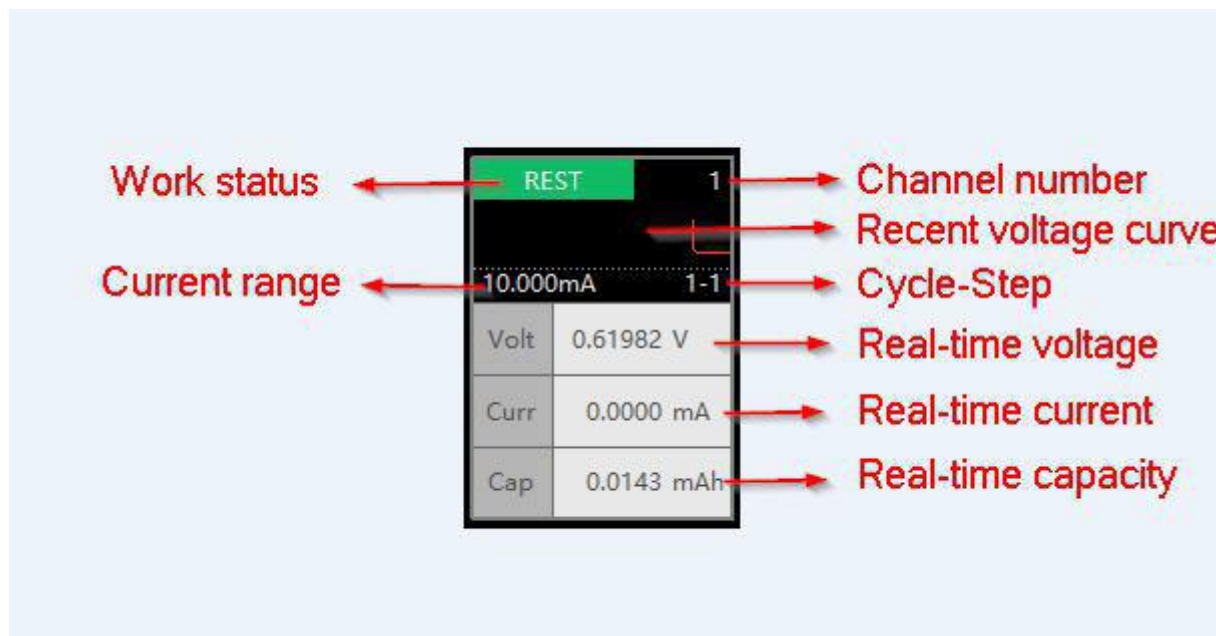 Work status
REST
1
Channel number
Recent voltage curve
Current range
10.000mA
1-1
Cycle-Step
Volt
0.61982 V
Real-time voltage
Curr
0.0000 mA
Real-time current
Cap
0.0143 mAh
Real-time capacity